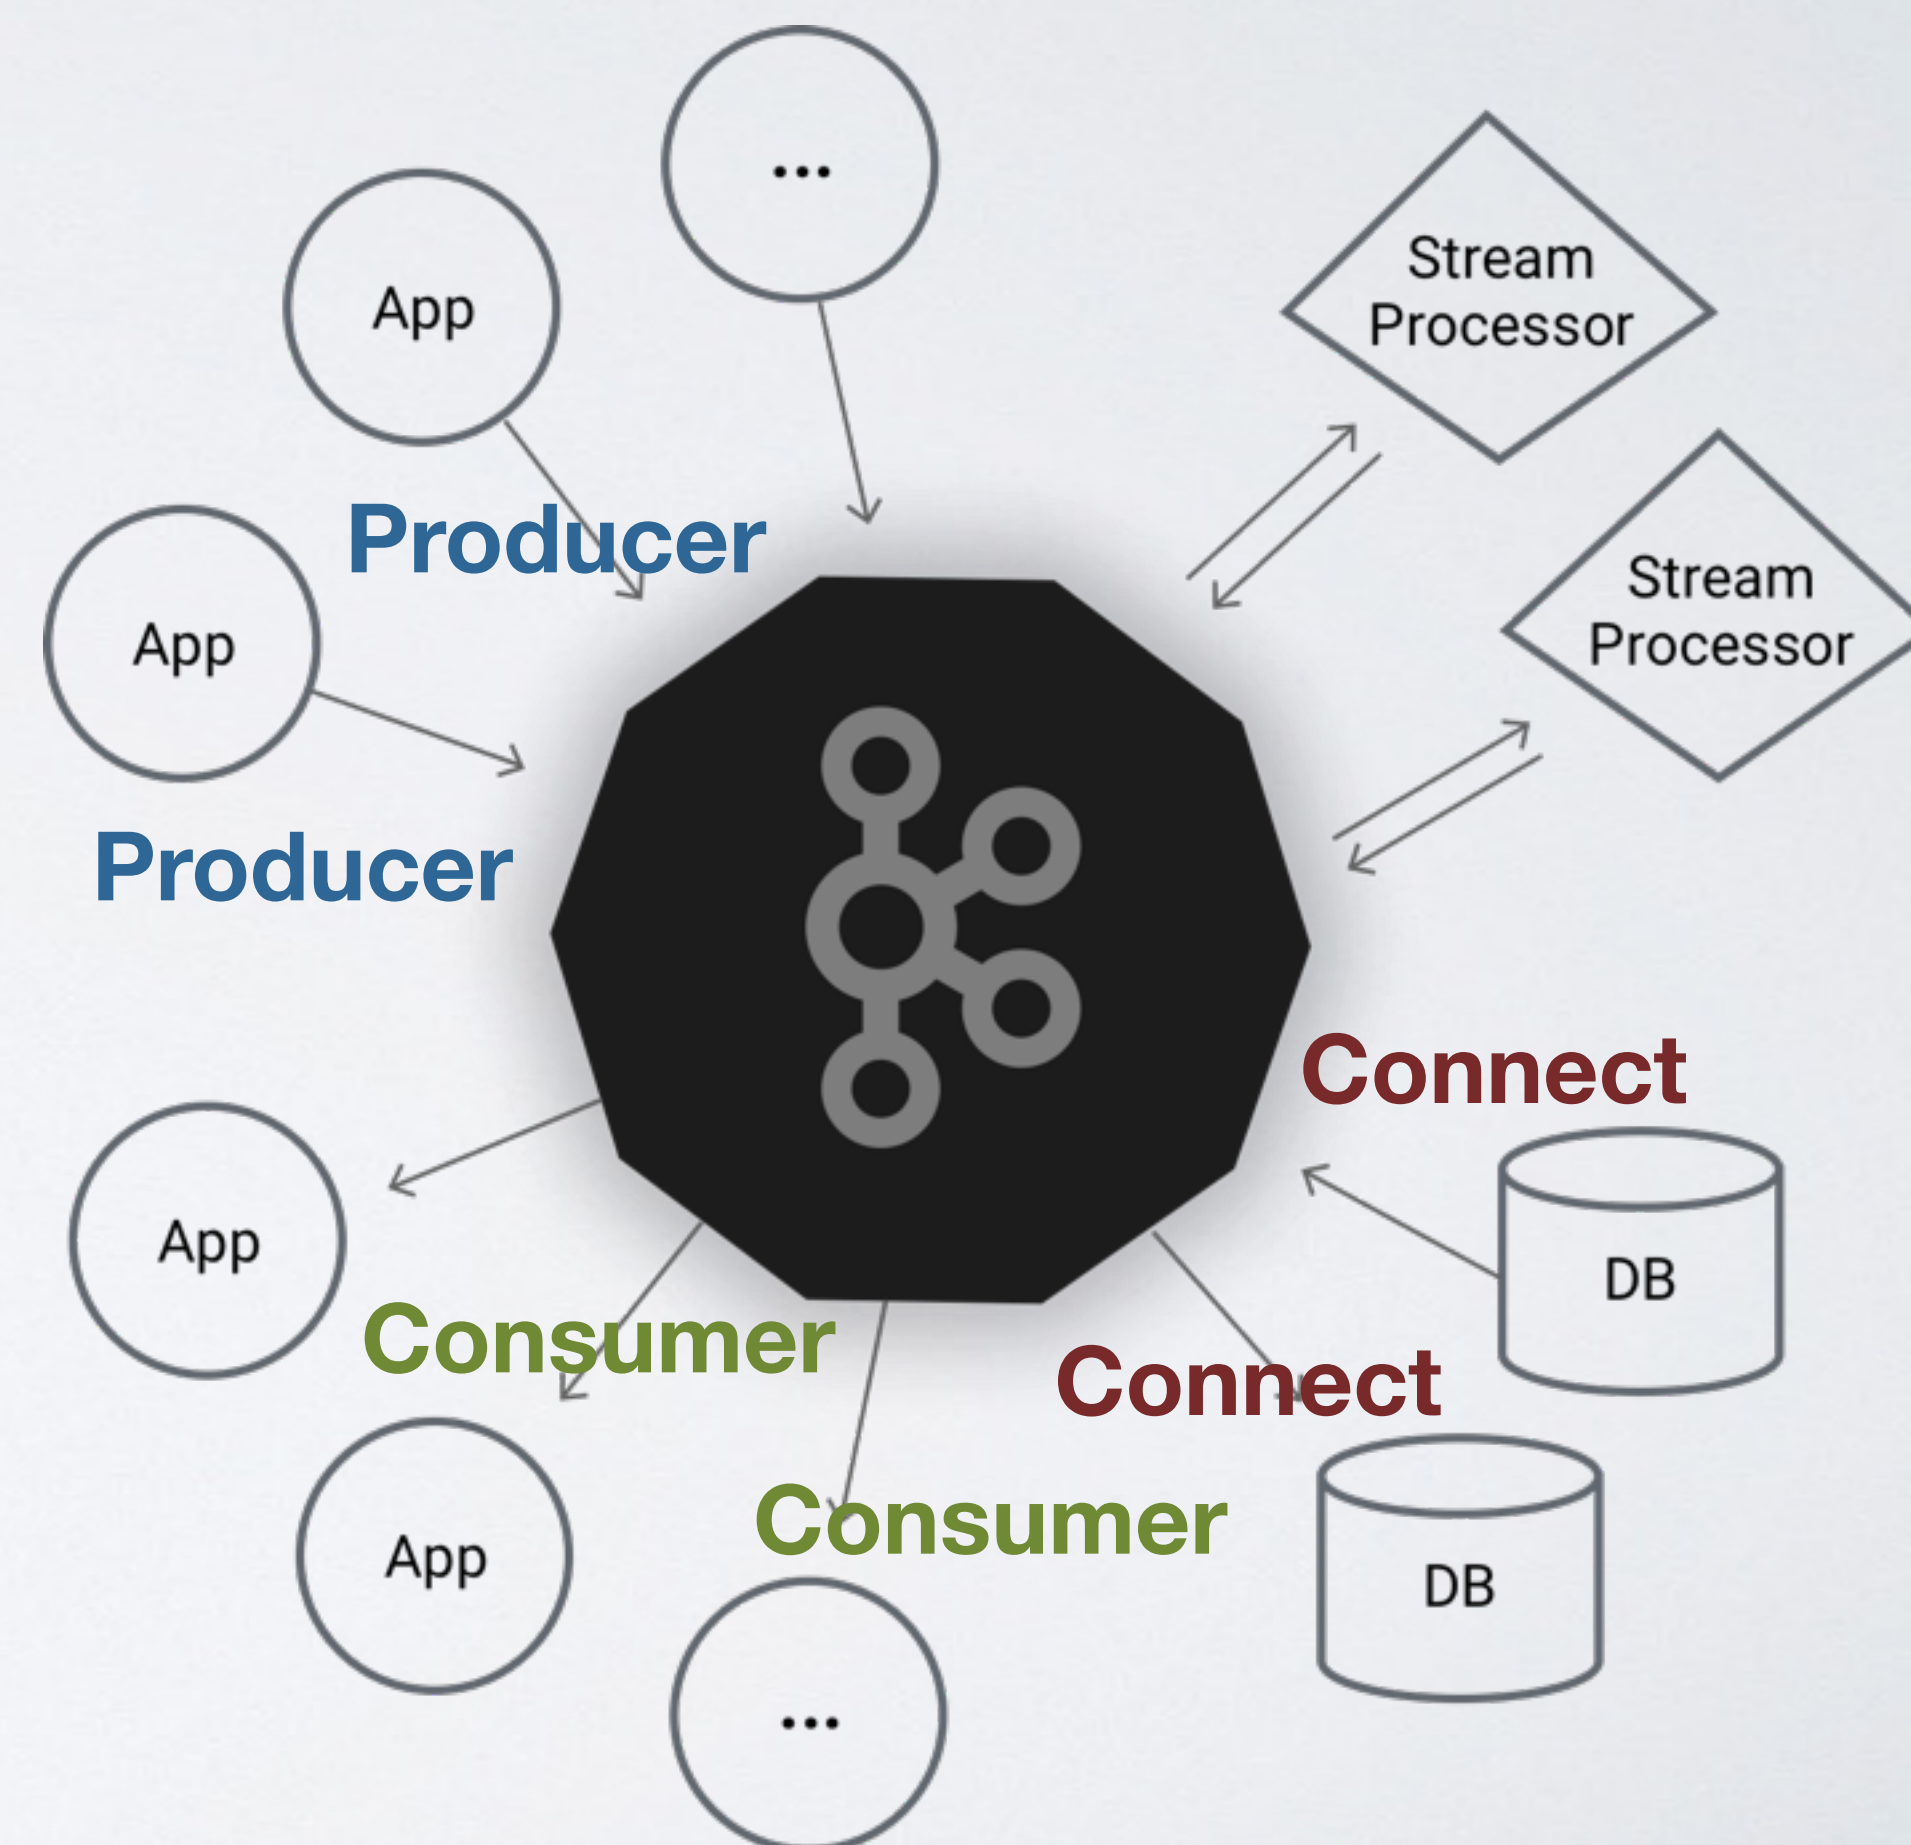 ...
App
Stream
Processor
Producer
App
Stream
Processor
Producer
Connect
App
DB
Consumer
Connect
Consumer
App
DB
...